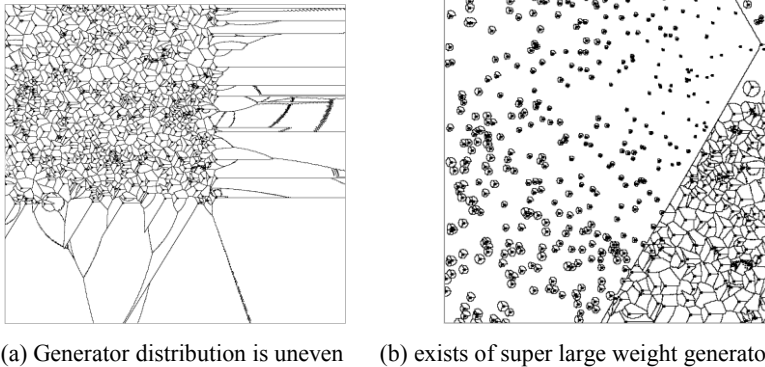 (a) Generator distribution is uneven (b) exists of super large weight generato